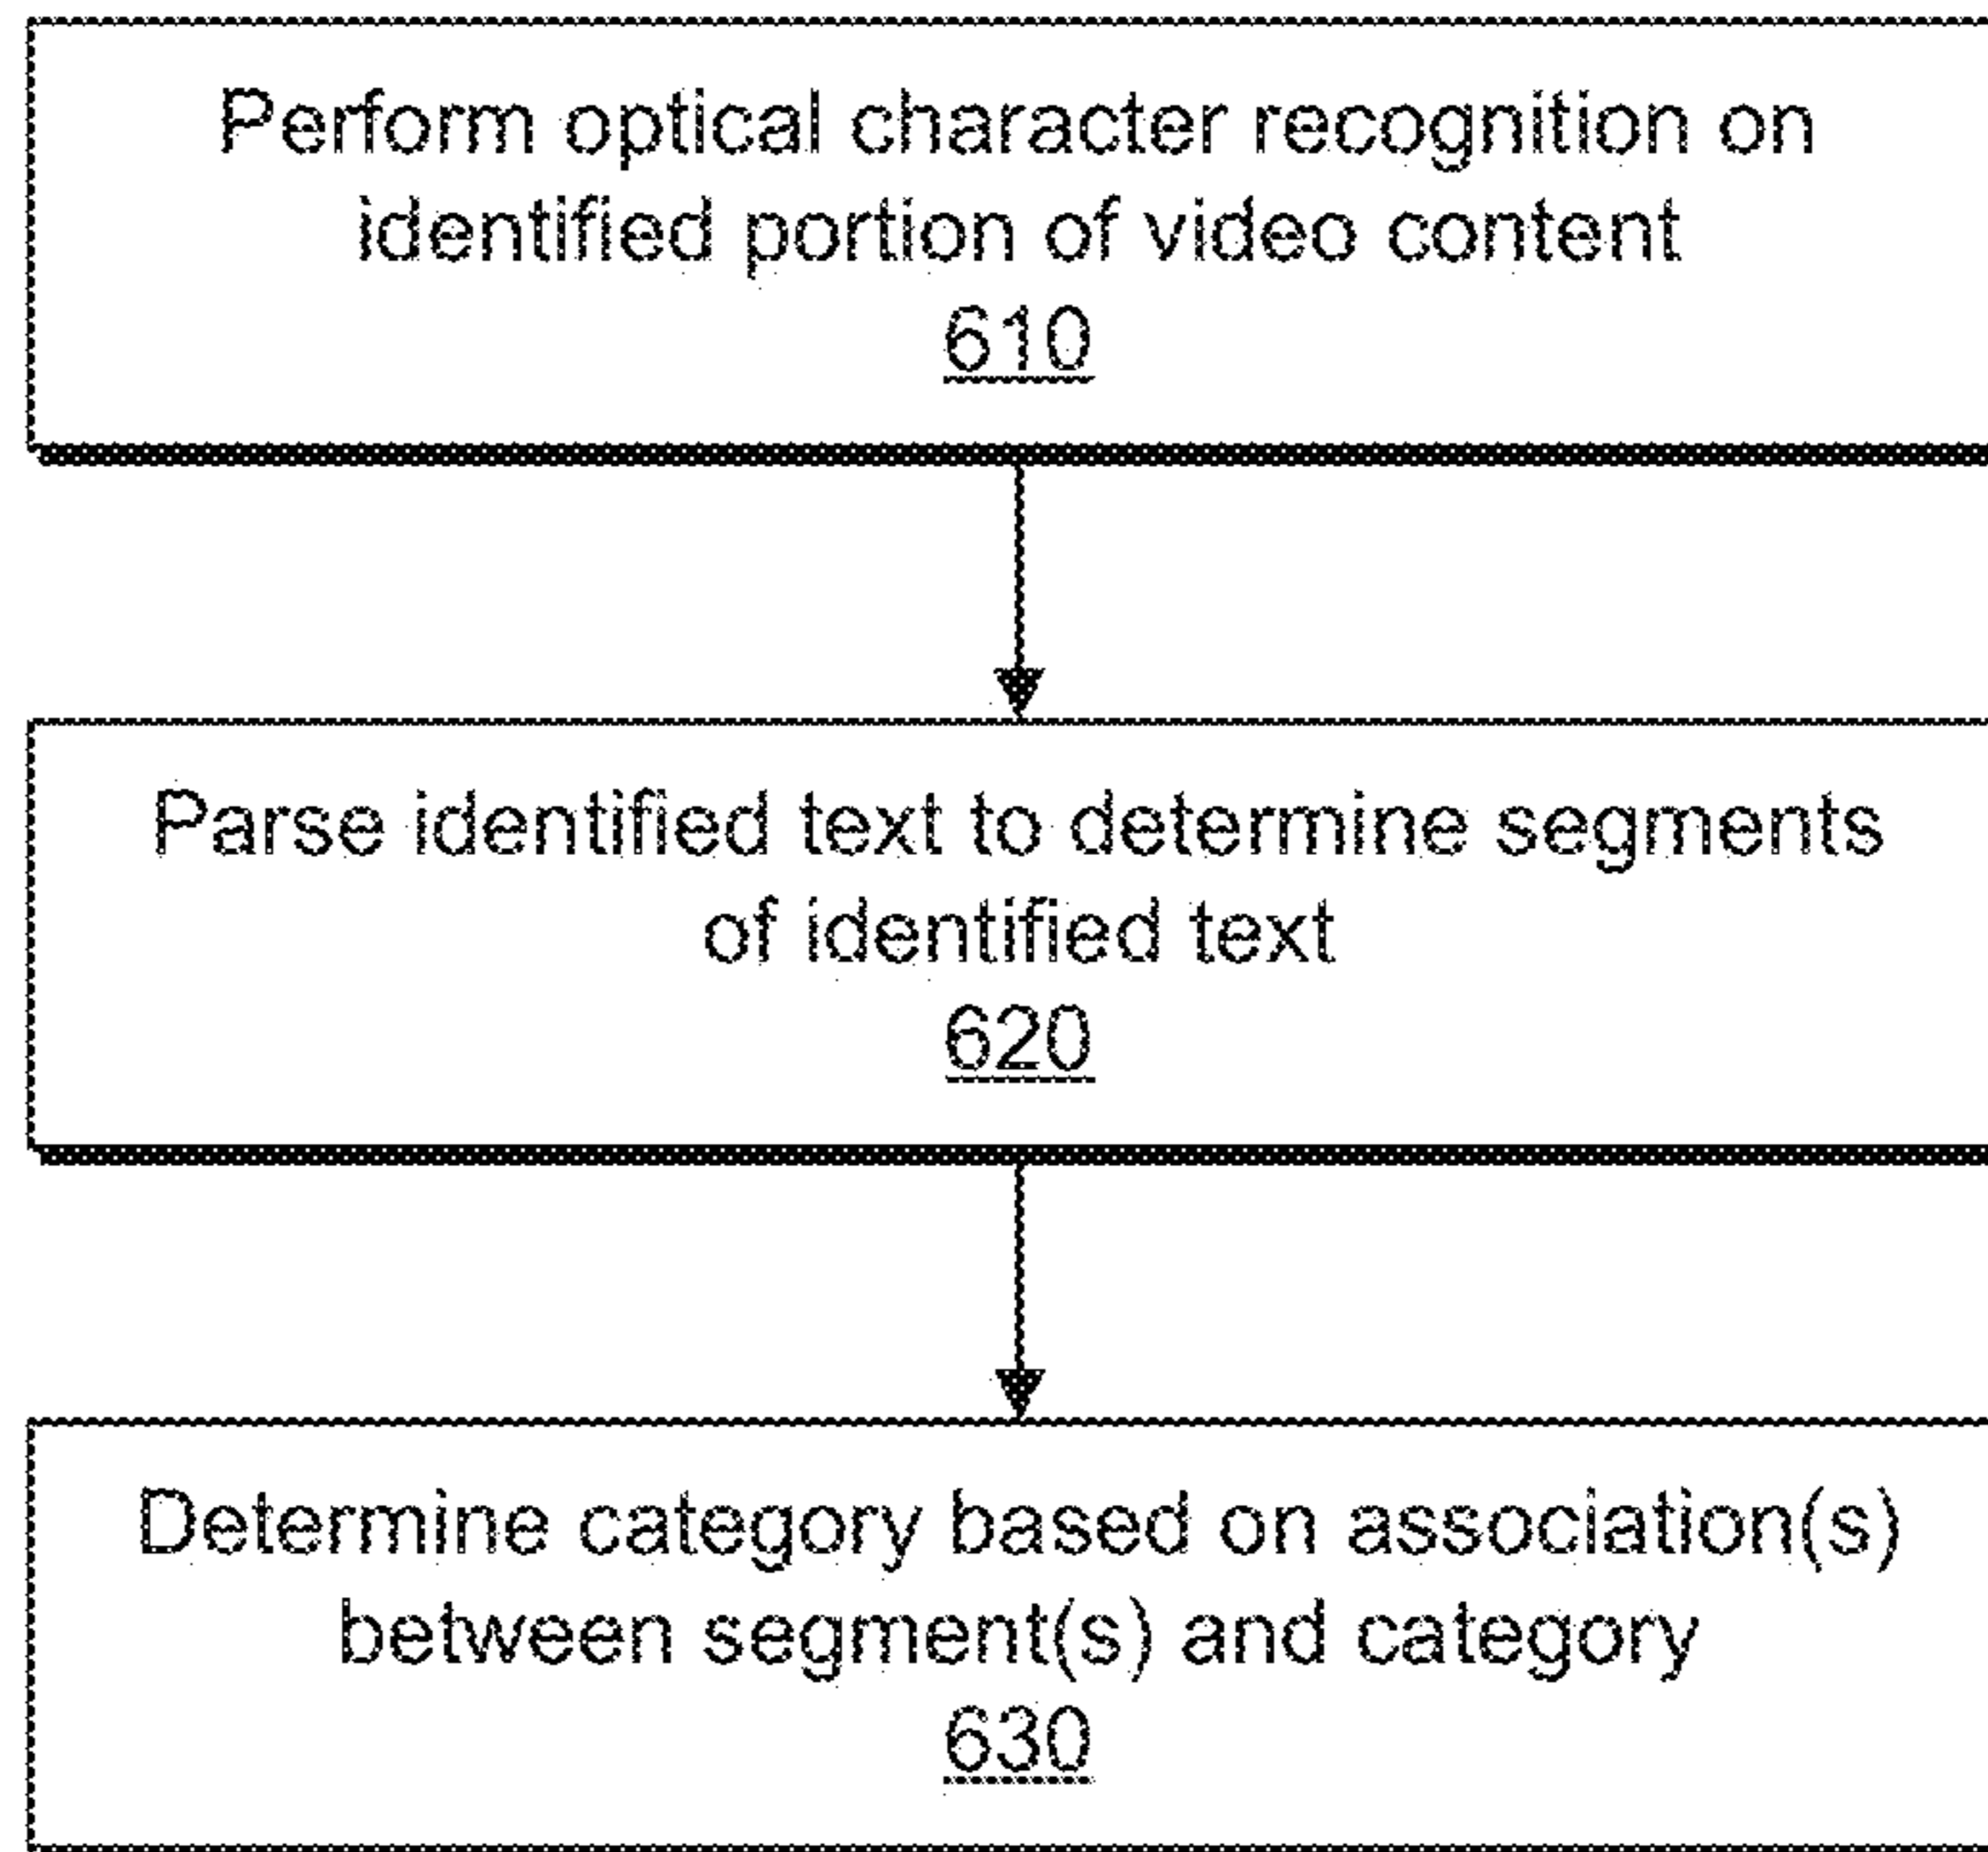 Perform optical character recognition on
identified portion of video content
610
Parse identified text to determine segments
of identified text
620
Determine category based on association(s)
between segment(s) and category
630